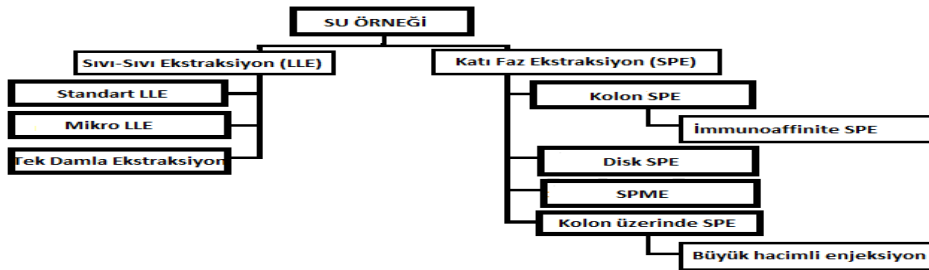 SU ÖRNEĞİ
Sıvı-Sıvı Ekstraksiyon (LLE)
Standart LLE
Mikro LLE
Tek Damla Ekstraksiyon
Katı Faz Ekstraksiyon (SPE)
Kolon SPE
İmmunoaffinite SPE
Disk SPE
SPME
Kolon üzerinde SPE
Büyük hacimli enjeksiyon